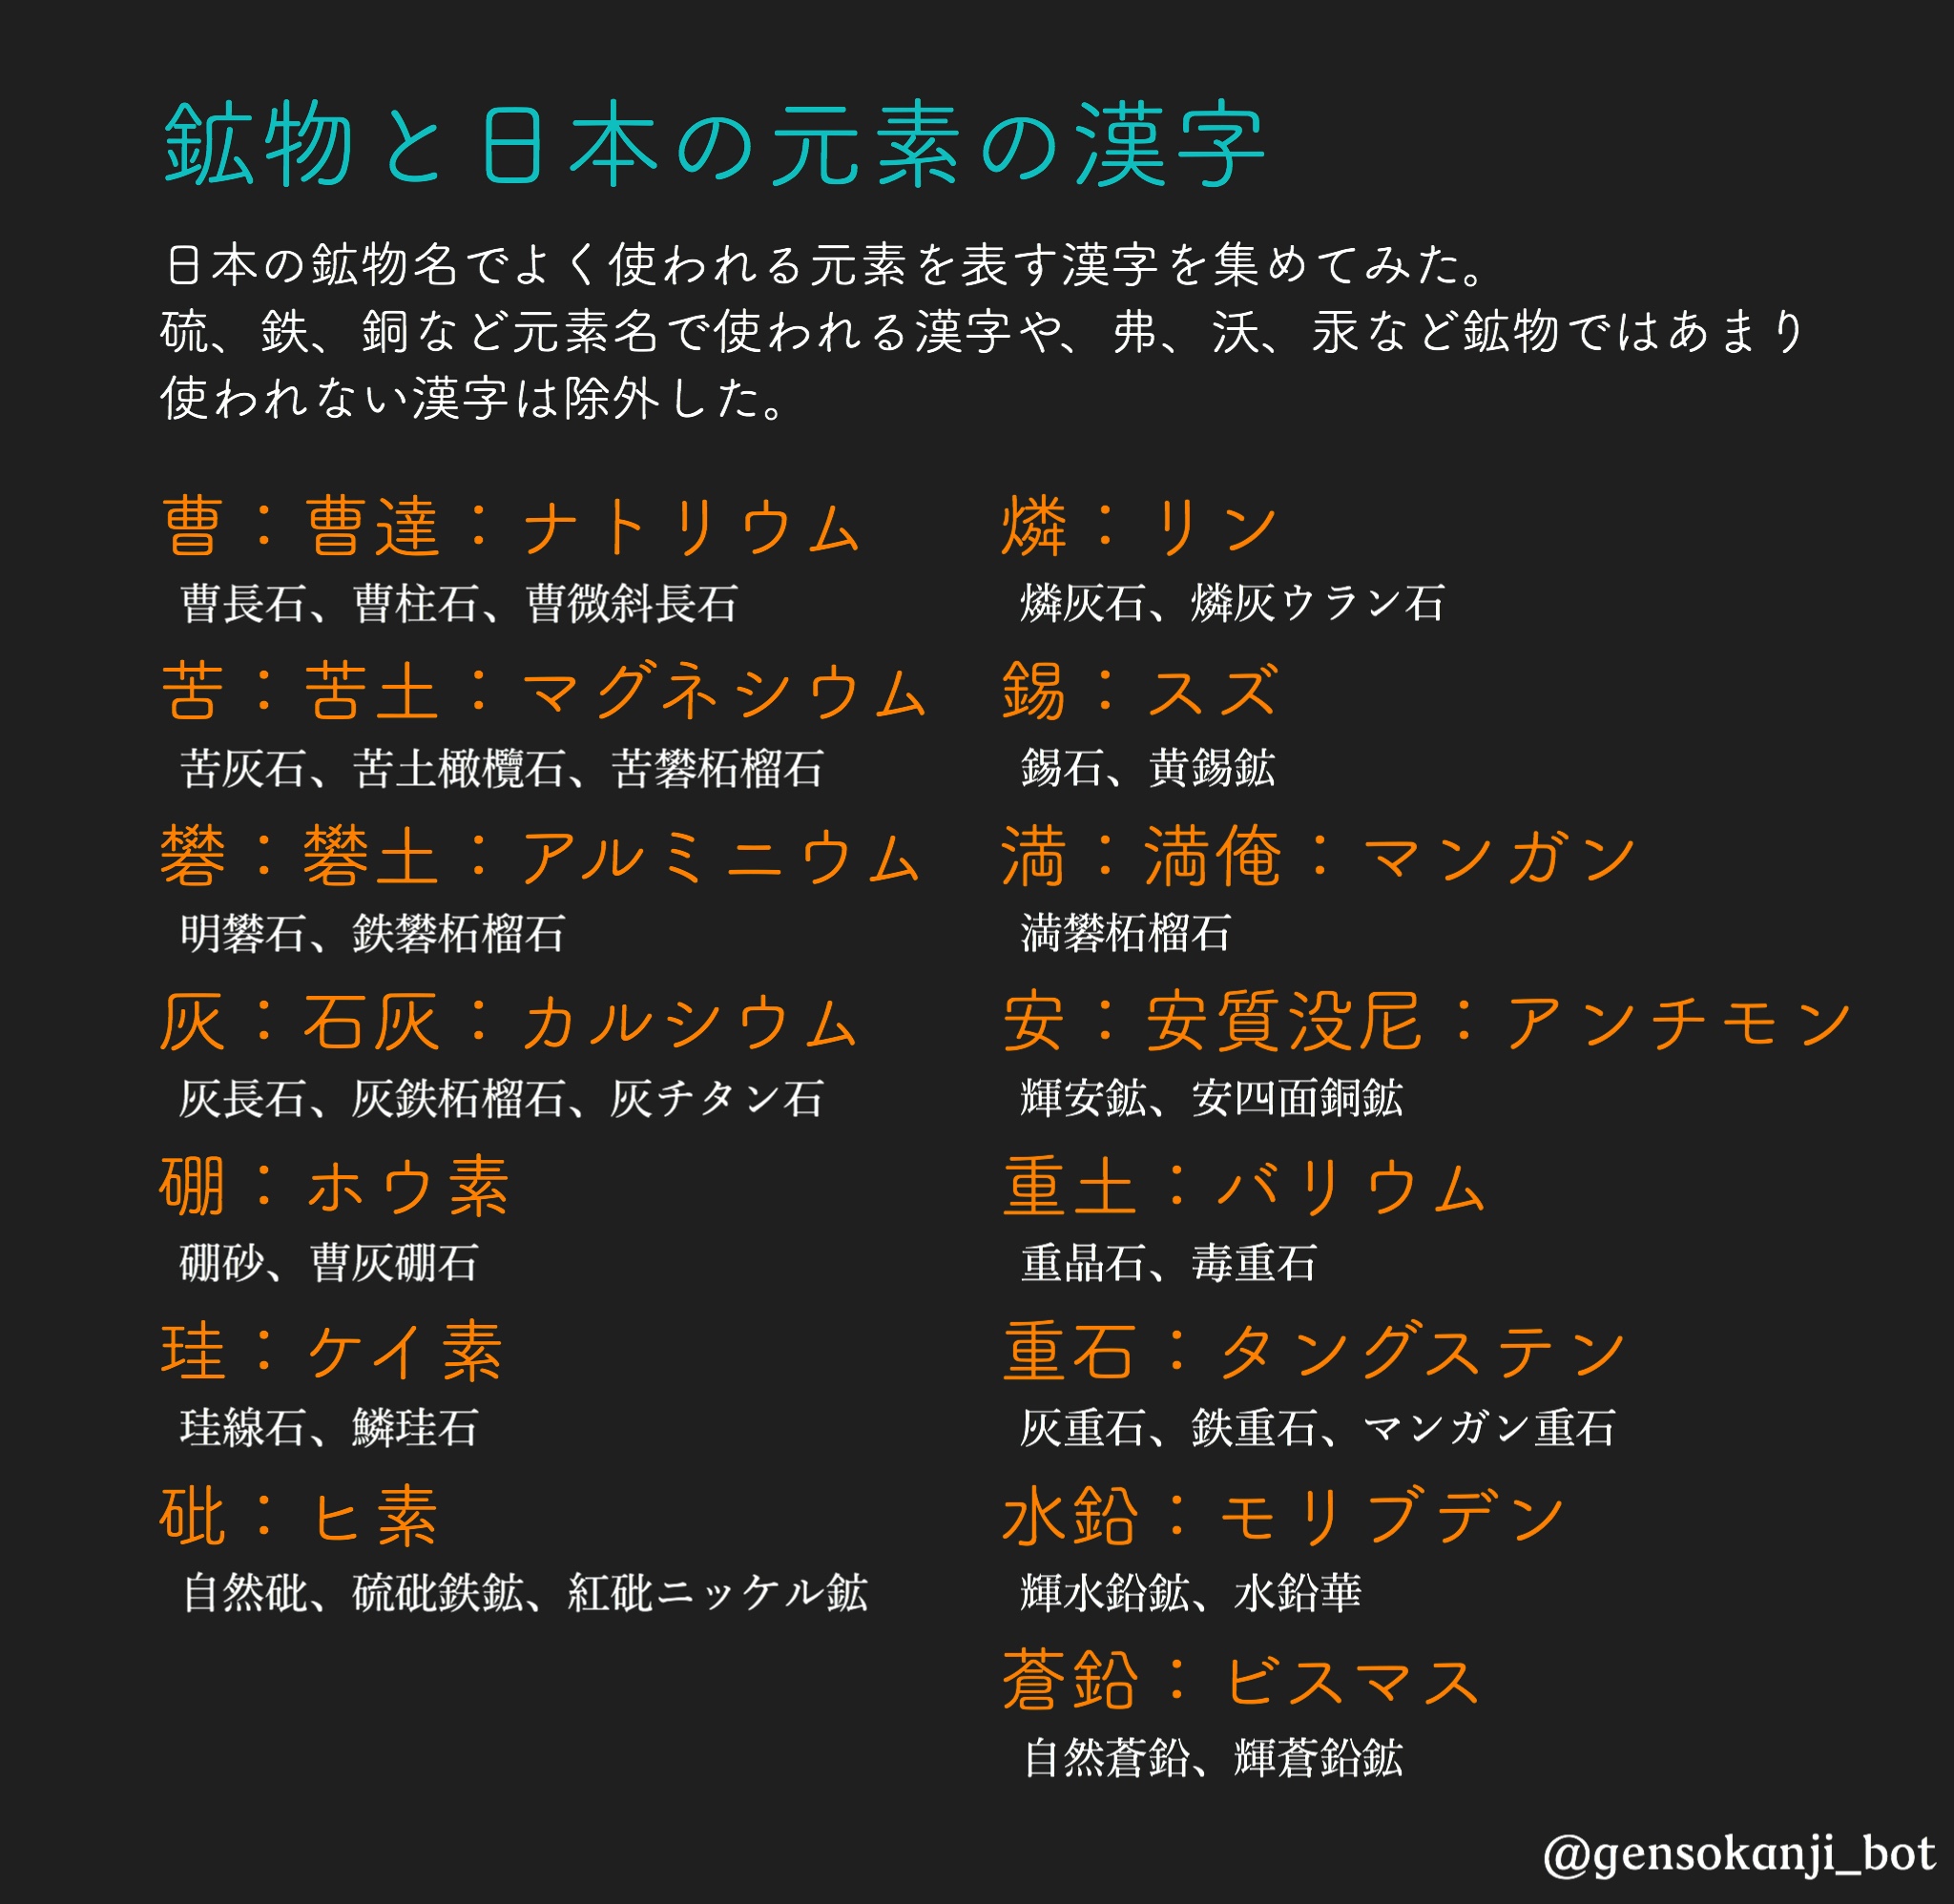 鉱物と日本の元素の漢字
日本の鉱物名でよく使われる元素を表す漢字を集めてみた。
硫、鉄、銅など元素名で使われる漢字や、弗、沃、汞など鉱物ではあまり
使われない漢字は除外した。
曹：曹達：ナトリウム
曹長石、曹柱石、曹微斜長石
苦：苦土：マグネシウム
苦灰石、苦土橄欖石、苦礬柘榴石
礬：礬土：アルミニウム
明礬石、鉄礬柘榴石
灰：石灰：カルシウム
灰長石、灰鉄柘榴石、灰チタン石
硼：ホウ素
硼砂、曹灰硼石
珪：ケイ素
珪線石、鱗珪石
砒：ヒ素
自然砒、硫砒鉄鉱、紅砒ニッケル鉱
燐：リン
燐灰石、燐灰ウラン石
錫：スズ
錫石、黄錫鉱
満：満俺：マンガン
満礬柘榴石
安：安質没尼：アンチモン
輝安鉱、安四面銅鉱
重土：バリウム
重晶石、毒重石
重石：タングステン
灰重石、鉄重石、マンガン重石
水鉛：モリブデン
輝水鉛鉱、水鉛華
蒼鉛：ビスマス
自然蒼鉛、輝蒼鉛鉱
@gensokanji_bot